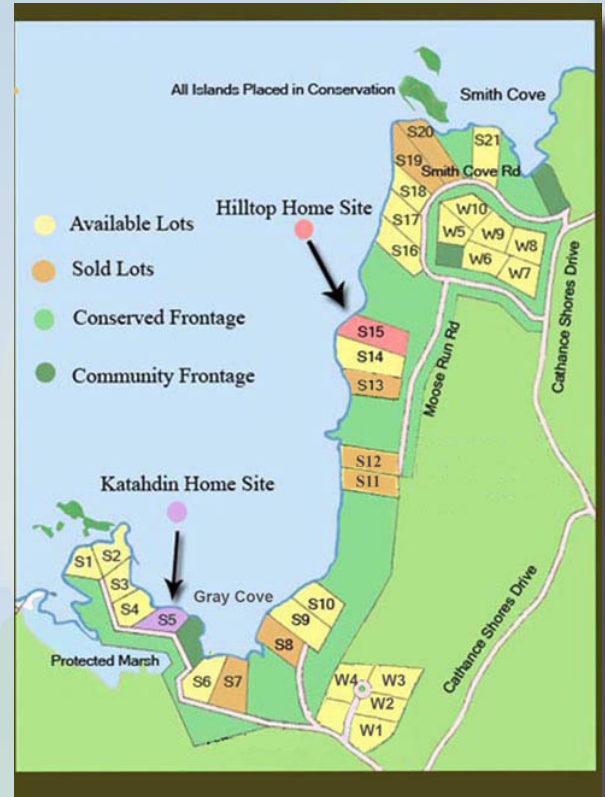 All Islands Placed in Conservation
Smith Cove
S20
S21
S19
Smith Cove Rd
S18
Hilltop Home Site
W10
S17
W5
W9
Available Lots
W8
S16
W6
Sold Lots
W7
Conserved Frontage
S15
Cathance Shores Drive
S14
Moose Run Rd
Community Frontage
S13
S12
Katahdin Home Site
S11
S2
S1
S3
Gray Cove
S10
S4
S9
S5
Cathance Shores Drive
S8
Protected Marsh
S6
S7
W4
W3
W2
W1